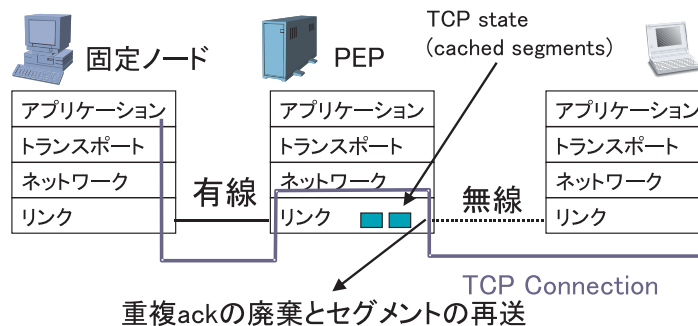 固定ノード
PEP
TCP state
(cached segments)
アプリケーション
トランスポート
ネットワーク
リンク
有線
アプリケーション
トランスポート
ネットワーク
リンク
無線
アプリケーション
トランスポート
ネットワーク
リンク
TCP Connection
重複ackの廃棄とセグメントの再送